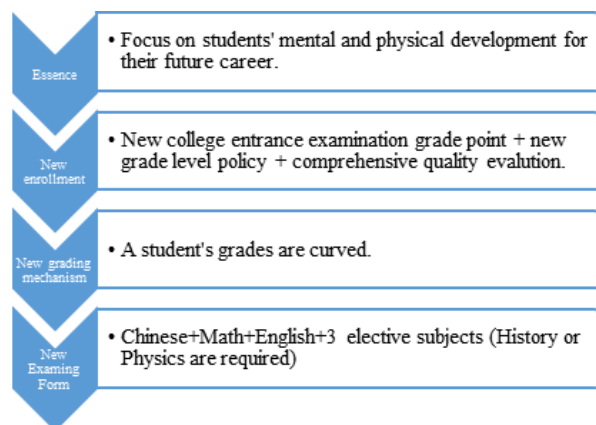 Essence
• Focus on students' mental and physical development for
their future career.
New
enrollment
• New college entrance examination grade point + new
grade level policy + comprehensive quality evalution.
New grading
mechanism
• A student's grades are curved.
New
Examing
Form
• Chinese+Math+English+3 elective subjects (History or
Physics are required)